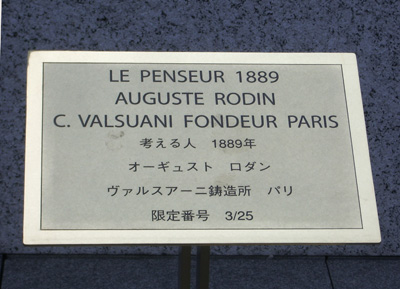 LE PENSEUR 1889
AUGUSTE RODIN
C. VALSUANI FONDEUR PARIS
考える人　1889年
オーギュスト　ロダン
ヴァルスアーニ鋳造所　パリ
限定番号　3/25